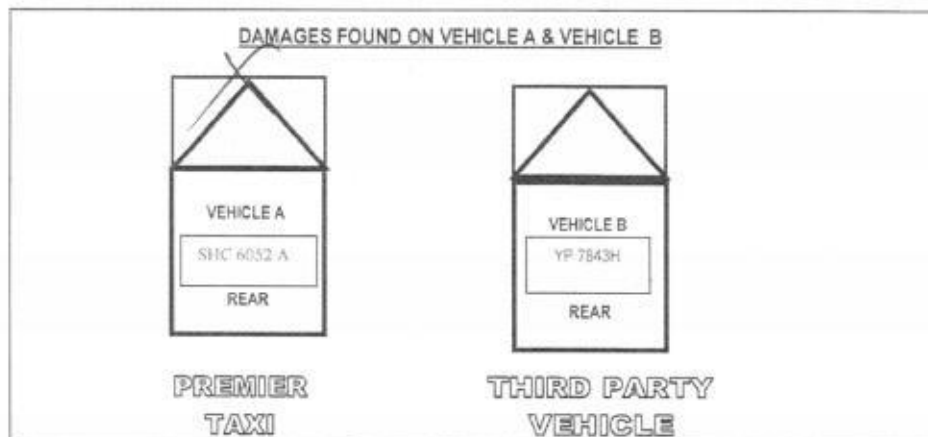 DAMAGES FOUND ON VEHICLE A & VEHICLE B
VEHICLE A
SHC 6052 A
REAR
PREMIER
TAXI
VEHICLE B
YP 7843H
REAR
THIRD PARTY
VEHICLE